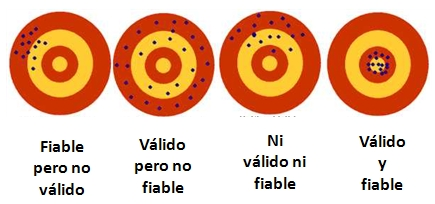 Fiable
pero no
válido
Válido
pero no
fiable
Ni
válido ni
fiable
Válido
y
fiable